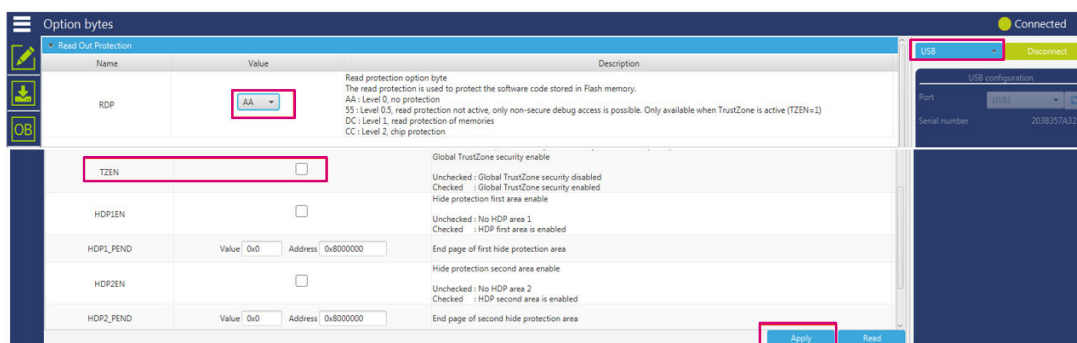 Option bytes
Connected
Read Out Protection
USB
Disconnect
Name Value Description
USB configuration
Read protection option byte
The read protection is used to protect the software code stored in Flash memory.
RDP AA AA : Level 0, no protection
55 : Level 0.5, read protection not active, only non-secure debug access is possible. Only available when TrustZone is active (TZEN=1)
DC : Level 1, read protection of memories
CC : Level 2, chip protection
Port USB1
Serial number 203B357A32
OB
Global TrustZone security enable
TZEN
Unchecked : Global TrustZone security disabled
Checked : Global TrustZone security enabled
Hide protection first area enable
HDP1EN
Unchecked : No HDP area 1
Checked : HDP first area is enabled
HDP1_PEND Value 0x0 Address 0x8000000 End page of first hide protection area
Hide protection second area enable
HDP2EN
Unchecked : No HDP area 2
Checked : HDP second area is enabled
HDP2_PEND Value 0x0 Address 0x8000000 End page of second hide protection area
Apply Read